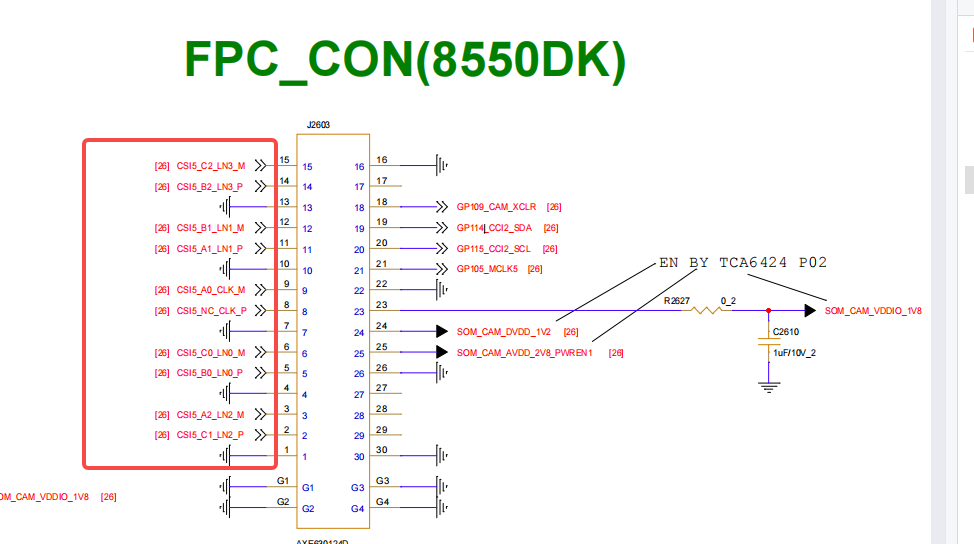 FPC_CON(8550DK)
J2603
[26] CSI5_C2_LN3_M 15 15 16 16
[26] CSI5_B2_LN3_P 14 14 17 17
13 13 18 18 GP109_CAM_XCLR [26]
[26] CSI5_B1_LN1_M 12 12 19 19 GP114_CCI2_SDA [26]
[26] CSI5_A1_LN1_P 11 11 20 20 GP115_CCI2_SCL [26]
10 10 21 21 GP105_MCLK5 [26]
EN BY TCA6424 P02
[26] CSI5_A0_CLK_M 9 9 22 22
R2627 0_2
[26] CSI5_NC_CLK_P 8 8 23 23 SOM_CAM_VDDIO_1V8
7 7 24 24 SOM_CAM_DVDD_1V2 [26]
C2610
[26] CSI5_C0_LN0_M 6 6 25 25 SOM_CAM_AVDD_2V8_PWREN1 [26]
1uF/10V_2
[26] CSI5_B0_LN0_P 5 5 26 26
4 4 27 27
[26] CSI5_A2_LN2_M 3 3 28 28
[26] CSI5_C1_LN2_P 2 2 29 29
1 1 30 30
G1 G1 G3 G3
OM_CAM_VDDIO_1V8 [26]
G2 G2 G4 G4